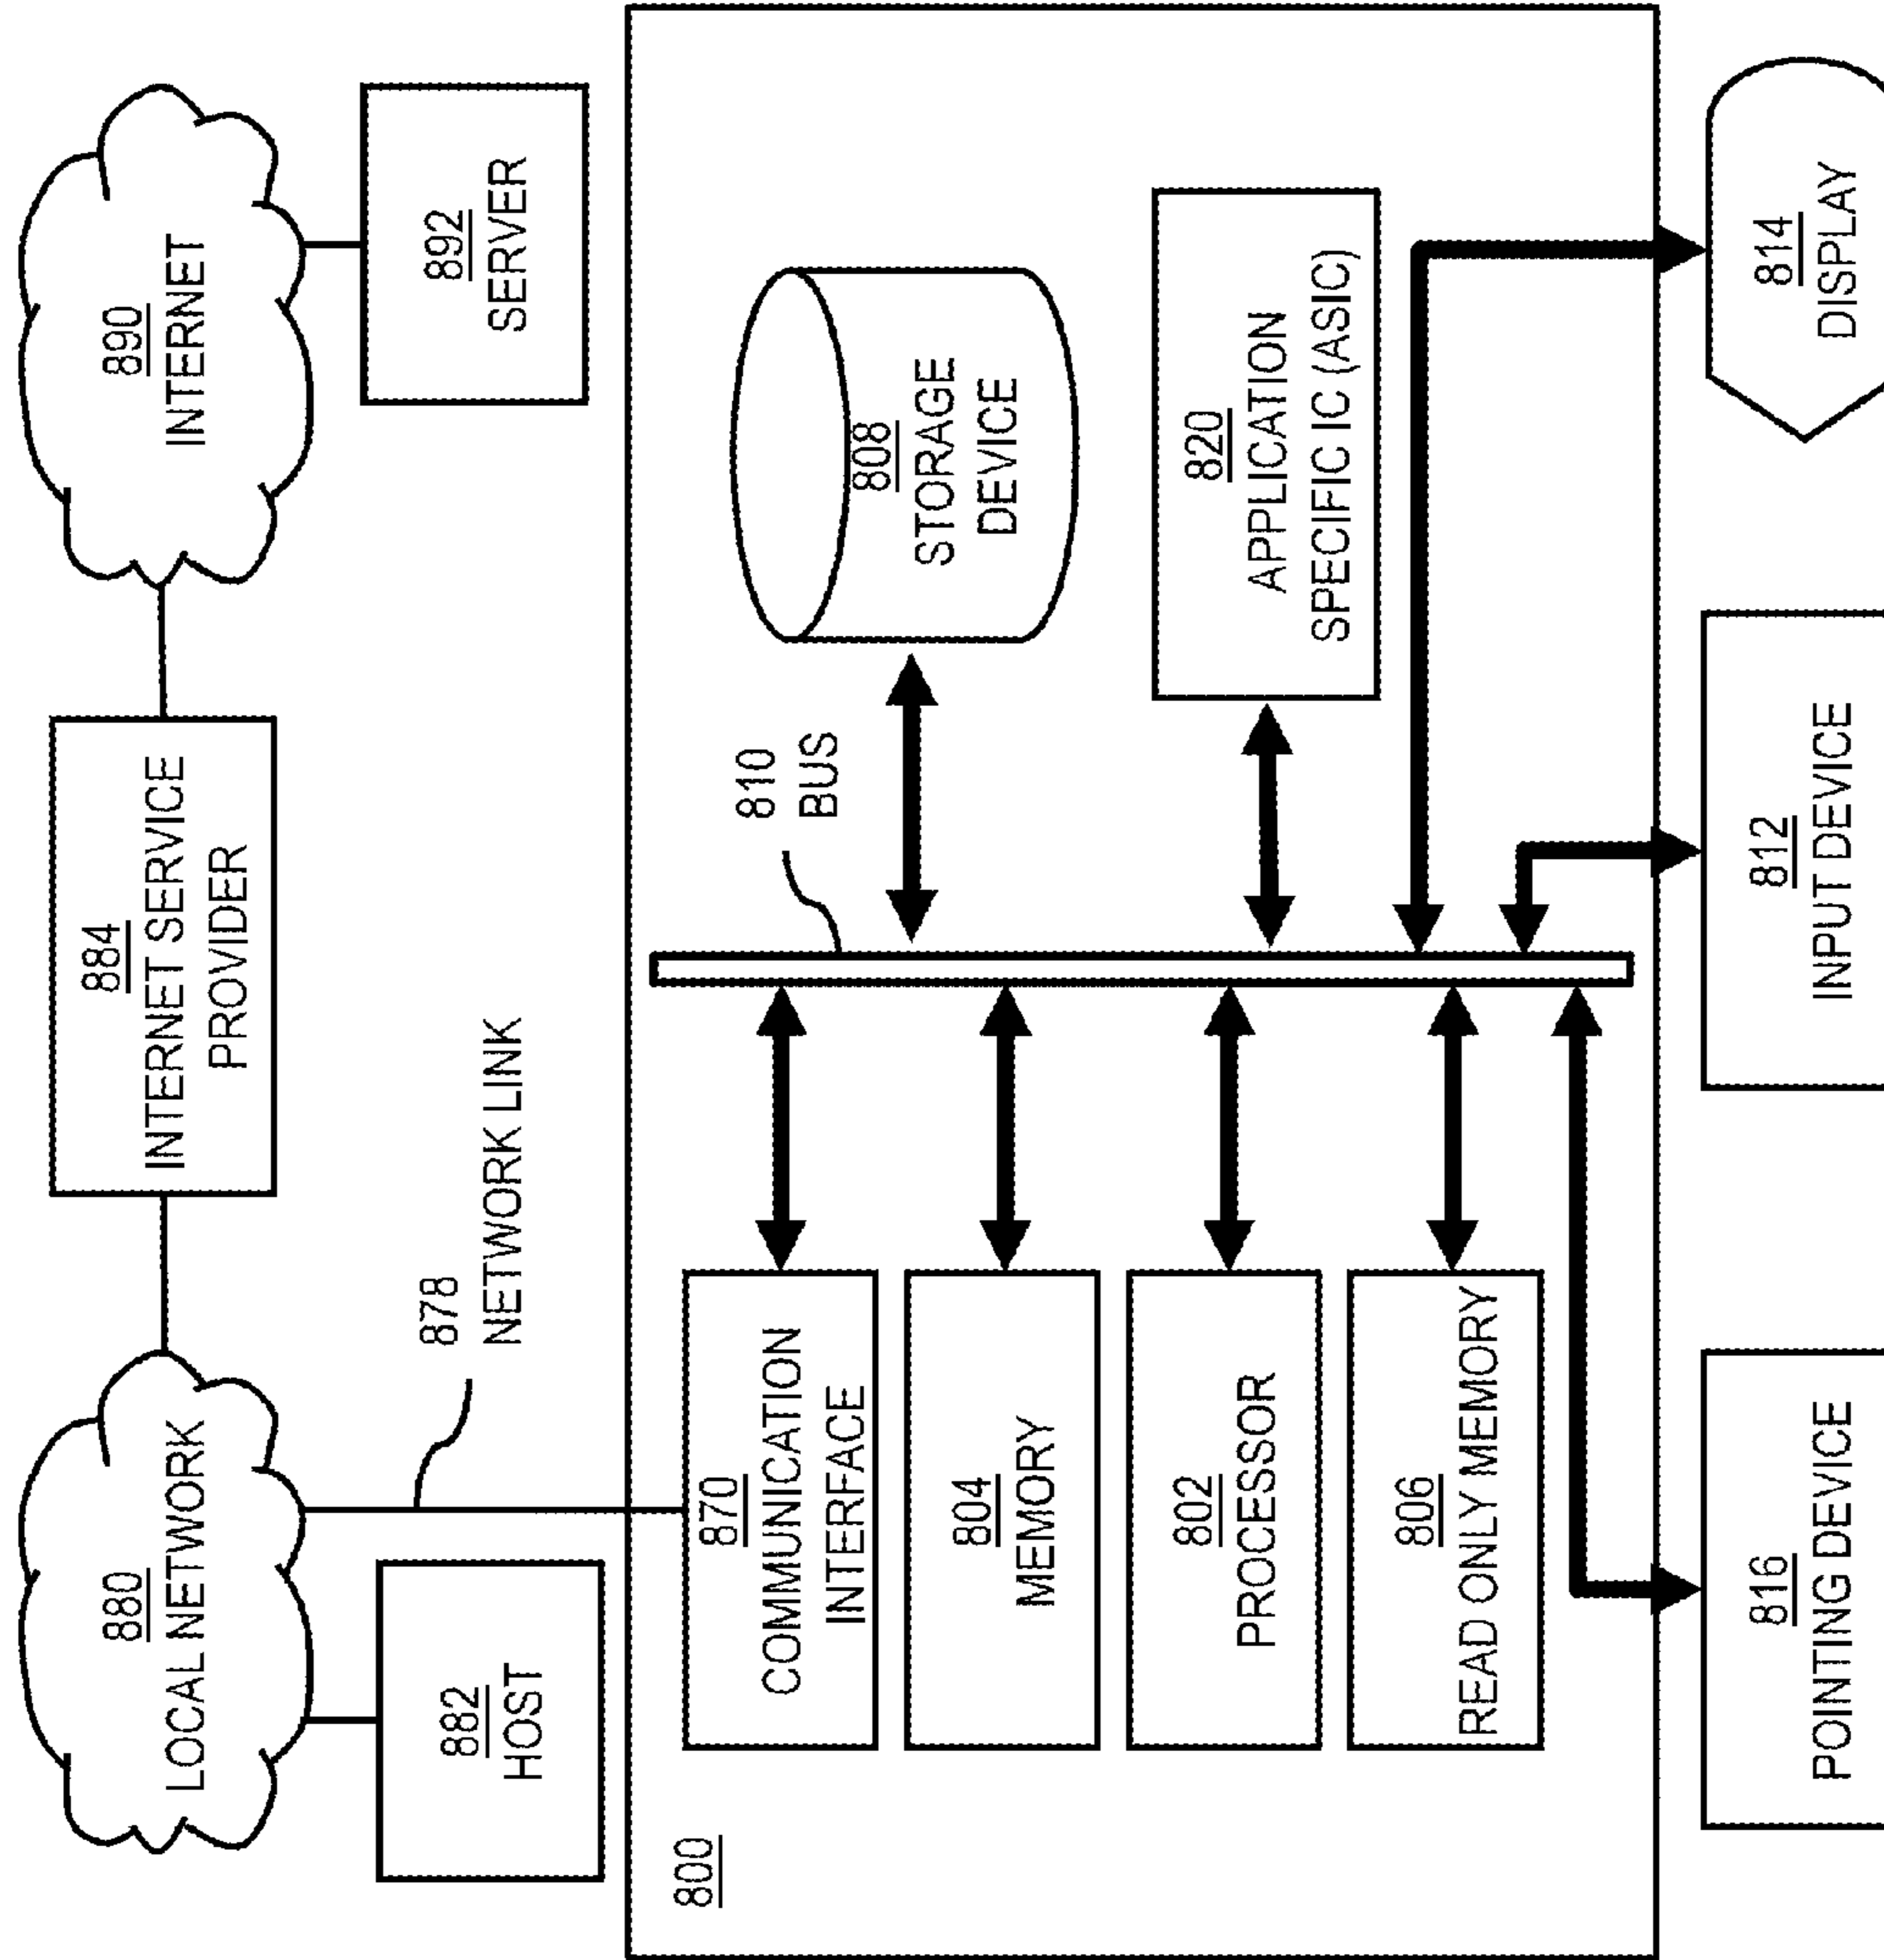 880
LOCAL NETWORK
884
INTERNET SERVICE
PROVIDER
890
INTERNET
882
HOST
878
NETWORK LINK
892
SERVER
800
870
COMMUNICATION
INTERFACE
810
BUS
808
STORAGE
DEVICE
804
MEMORY
802
PROCESSOR
820
APPLICATION
SPECIFIC IC (ASIC)
806
READ ONLY MEMORY
816
POINTING DEVICE
812
INPUT DEVICE
814
DISPLAY